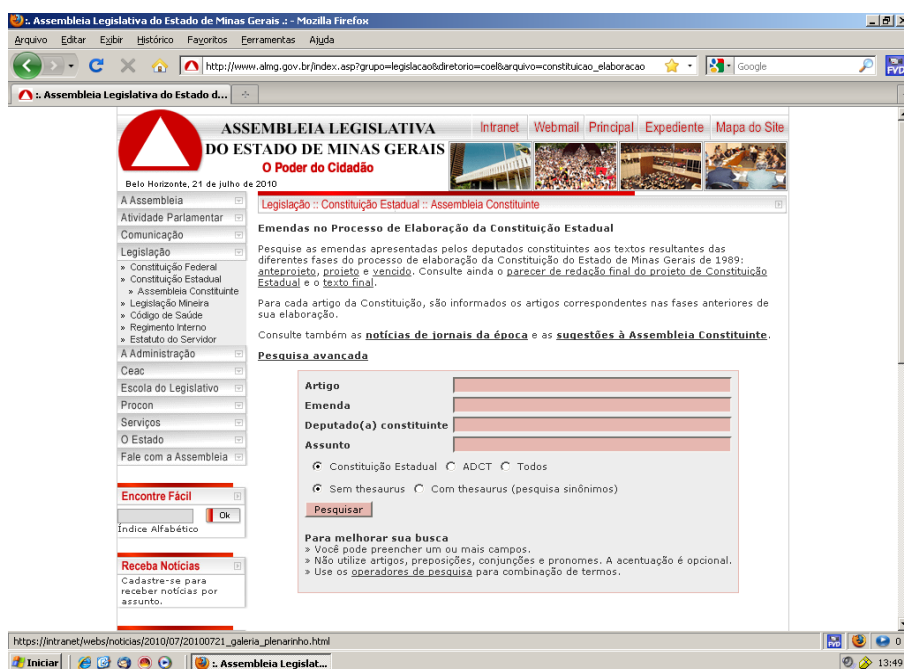 :. Assembleia Legislativa do Estado de Minas Gerais .: - Mozilla Firefox
Arquivo Editar Exibir Histórico Favoritos Ferramentas Ajuda
http://www.almg.gov.br/index.asp?grupo=legislacao&diretorio=coel&arquivo=constituicao_elaboracao
Google
FVD
:. Assembleia Legislativa do Estado d...
ASSEMBLEIA LEGISLATIVA
DO ESTADO DE MINAS GERAIS
O Poder do Cidadão
Belo Horizonte, 21 de julho de 2010
Intranet Webmail Principal Expediente Mapa do Site
A Assembleia
Atividade Parlamentar
Comunicação
Legislação
» Constituição Federal
» Constituição Estadual
» Assembleia Constituinte
» Legislação Mineira
» Código de Saúde
» Regimento Interno
» Estatuto do Servidor
A Administração
Ceac
Escola do Legislativo
Procon
Serviços
O Estado
Fale com a Assembleia
Encontre Fácil
Ok
Índice Alfabético
Receba Notícias
Cadastre-se para
receber notícias por
assunto.
Legislação :: Constituição Estadual :: Assembleia Constituinte
Emendas no Processo de Elaboração da Constituição Estadual
Pesquise as emendas apresentadas pelos deputados constituintes aos textos resultantes das
diferentes fases do processo de elaboração da Constituição do Estado de Minas Gerais de 1989:
anteprojeto, projeto e vencido. Consulte ainda o parecer de redação final do projeto de Constituição
Estadual e o texto final.
Para cada artigo da Constituição, são informados os artigos correspondentes nas fases anteriores de
sua elaboração.
Consulte também as notícias de jornais da época e as sugestões à Assembleia Constituinte.
Pesquisa avançada
Artigo
Emenda
Deputado(a) constituinte
Assunto
Constituição Estadual ADCT Todos
Sem thesaurus Com thesaurus (pesquisa sinônimos)
Pesquisar
Para melhorar sua busca
» Você pode preencher um ou mais campos.
» Não utilize artigos, preposições, conjunções e pronomes. A acentuação é opcional.
» Use os operadores de pesquisa para combinação de termos.
https://intranet/webs/noticias/2010/07/20100721_galeria_plenarinho.html
FVD
0
Iniciar
:. Assembleia Legislat...
13:49